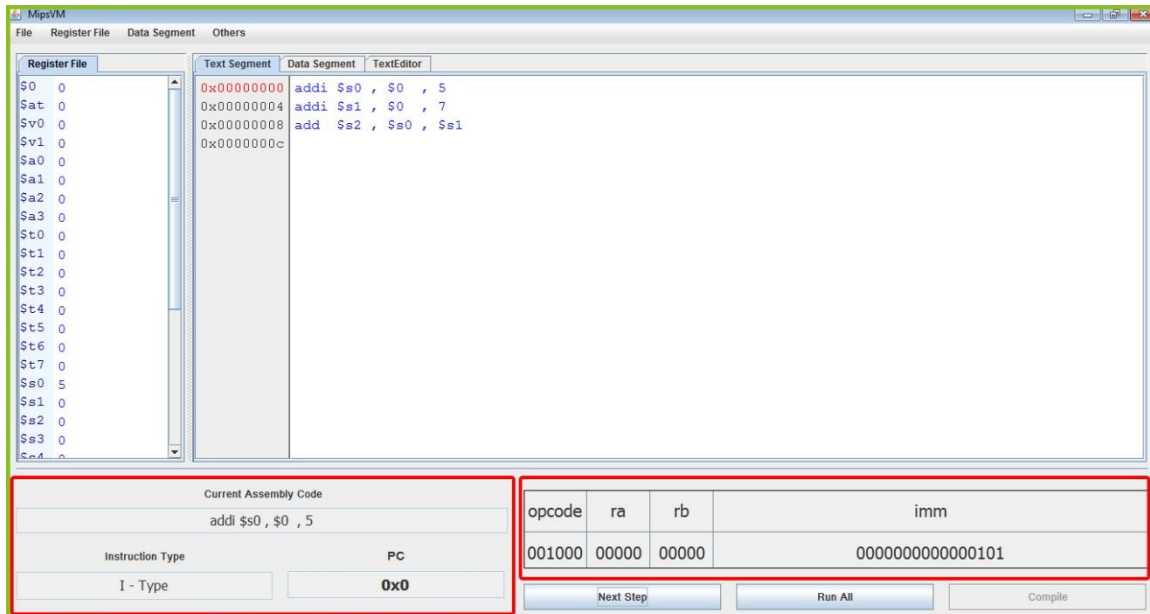 MipsVM
File Register File Data Segment Others
Register File
$0 0
$at 0
$v0 0
$v1 0
$a0 0
$a1 0
$a2 0
$a3 0
$t0 0
$t1 0
$t2 0
$t3 0
$t4 0
$t5 0
$t6 0
$t7 0
$s0 5
$s1 0
$s2 0
$s3 0
$s4 0
Text Segment Data Segment TextEditor
0x00000000 addi $s0 , $0 , 5
0x00000004 addi $s1 , $0 , 7
0x00000008 add $s2 , $s0 , $s1
0x0000000c
Current Assembly Code
addi $s0 , $0 , 5
Instruction Type PC
I - Type 0x0
opcode ra rb imm
001000 00000 00000 0000000000000101
Next Step Run All Compile